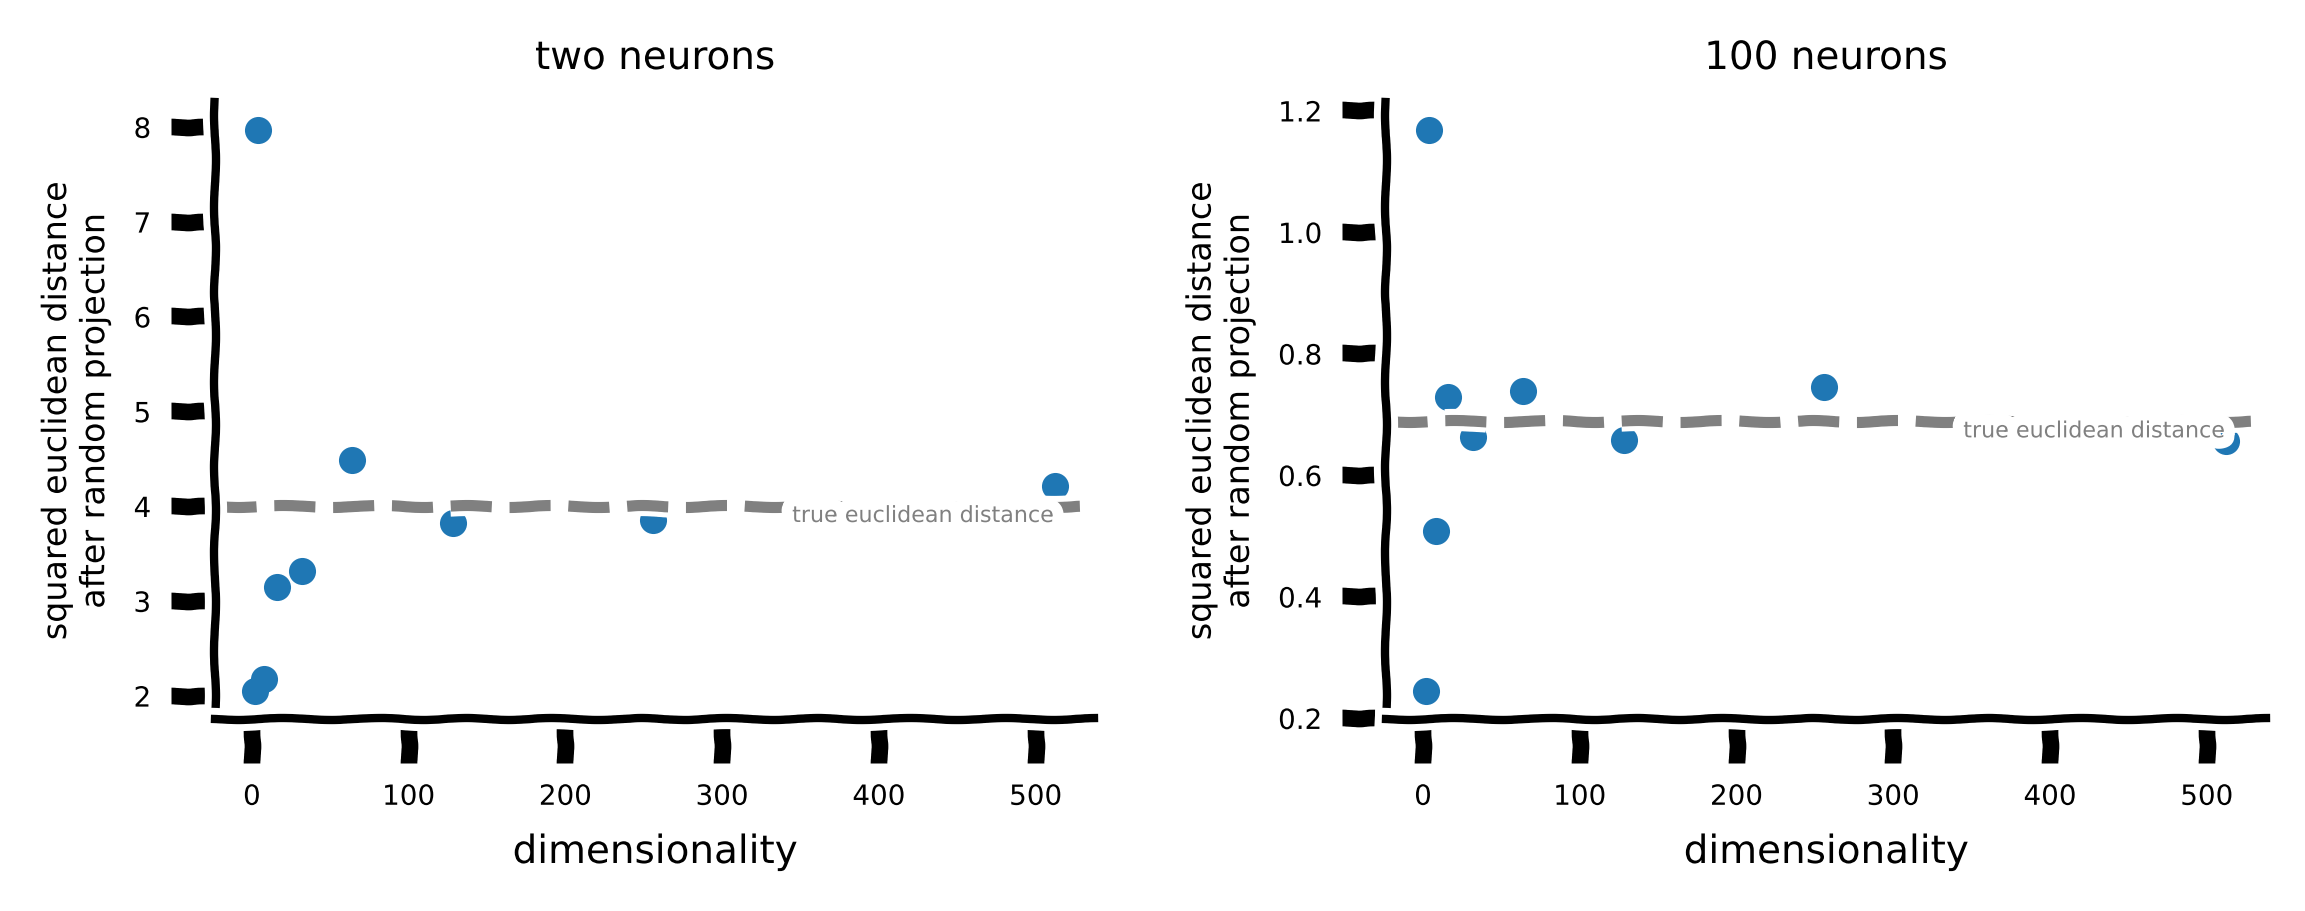 two neurons
squared euclidean distance
after random projection
8
7
6
5
4
3
2
true euclidean distance
0 100 200 300 400 500
dimensionality
100 neurons
squared euclidean distance
after random projection
1.2
1.0
0.8
0.6
0.4
0.2
true euclidean distance
0 100 200 300 400 500
dimensionality